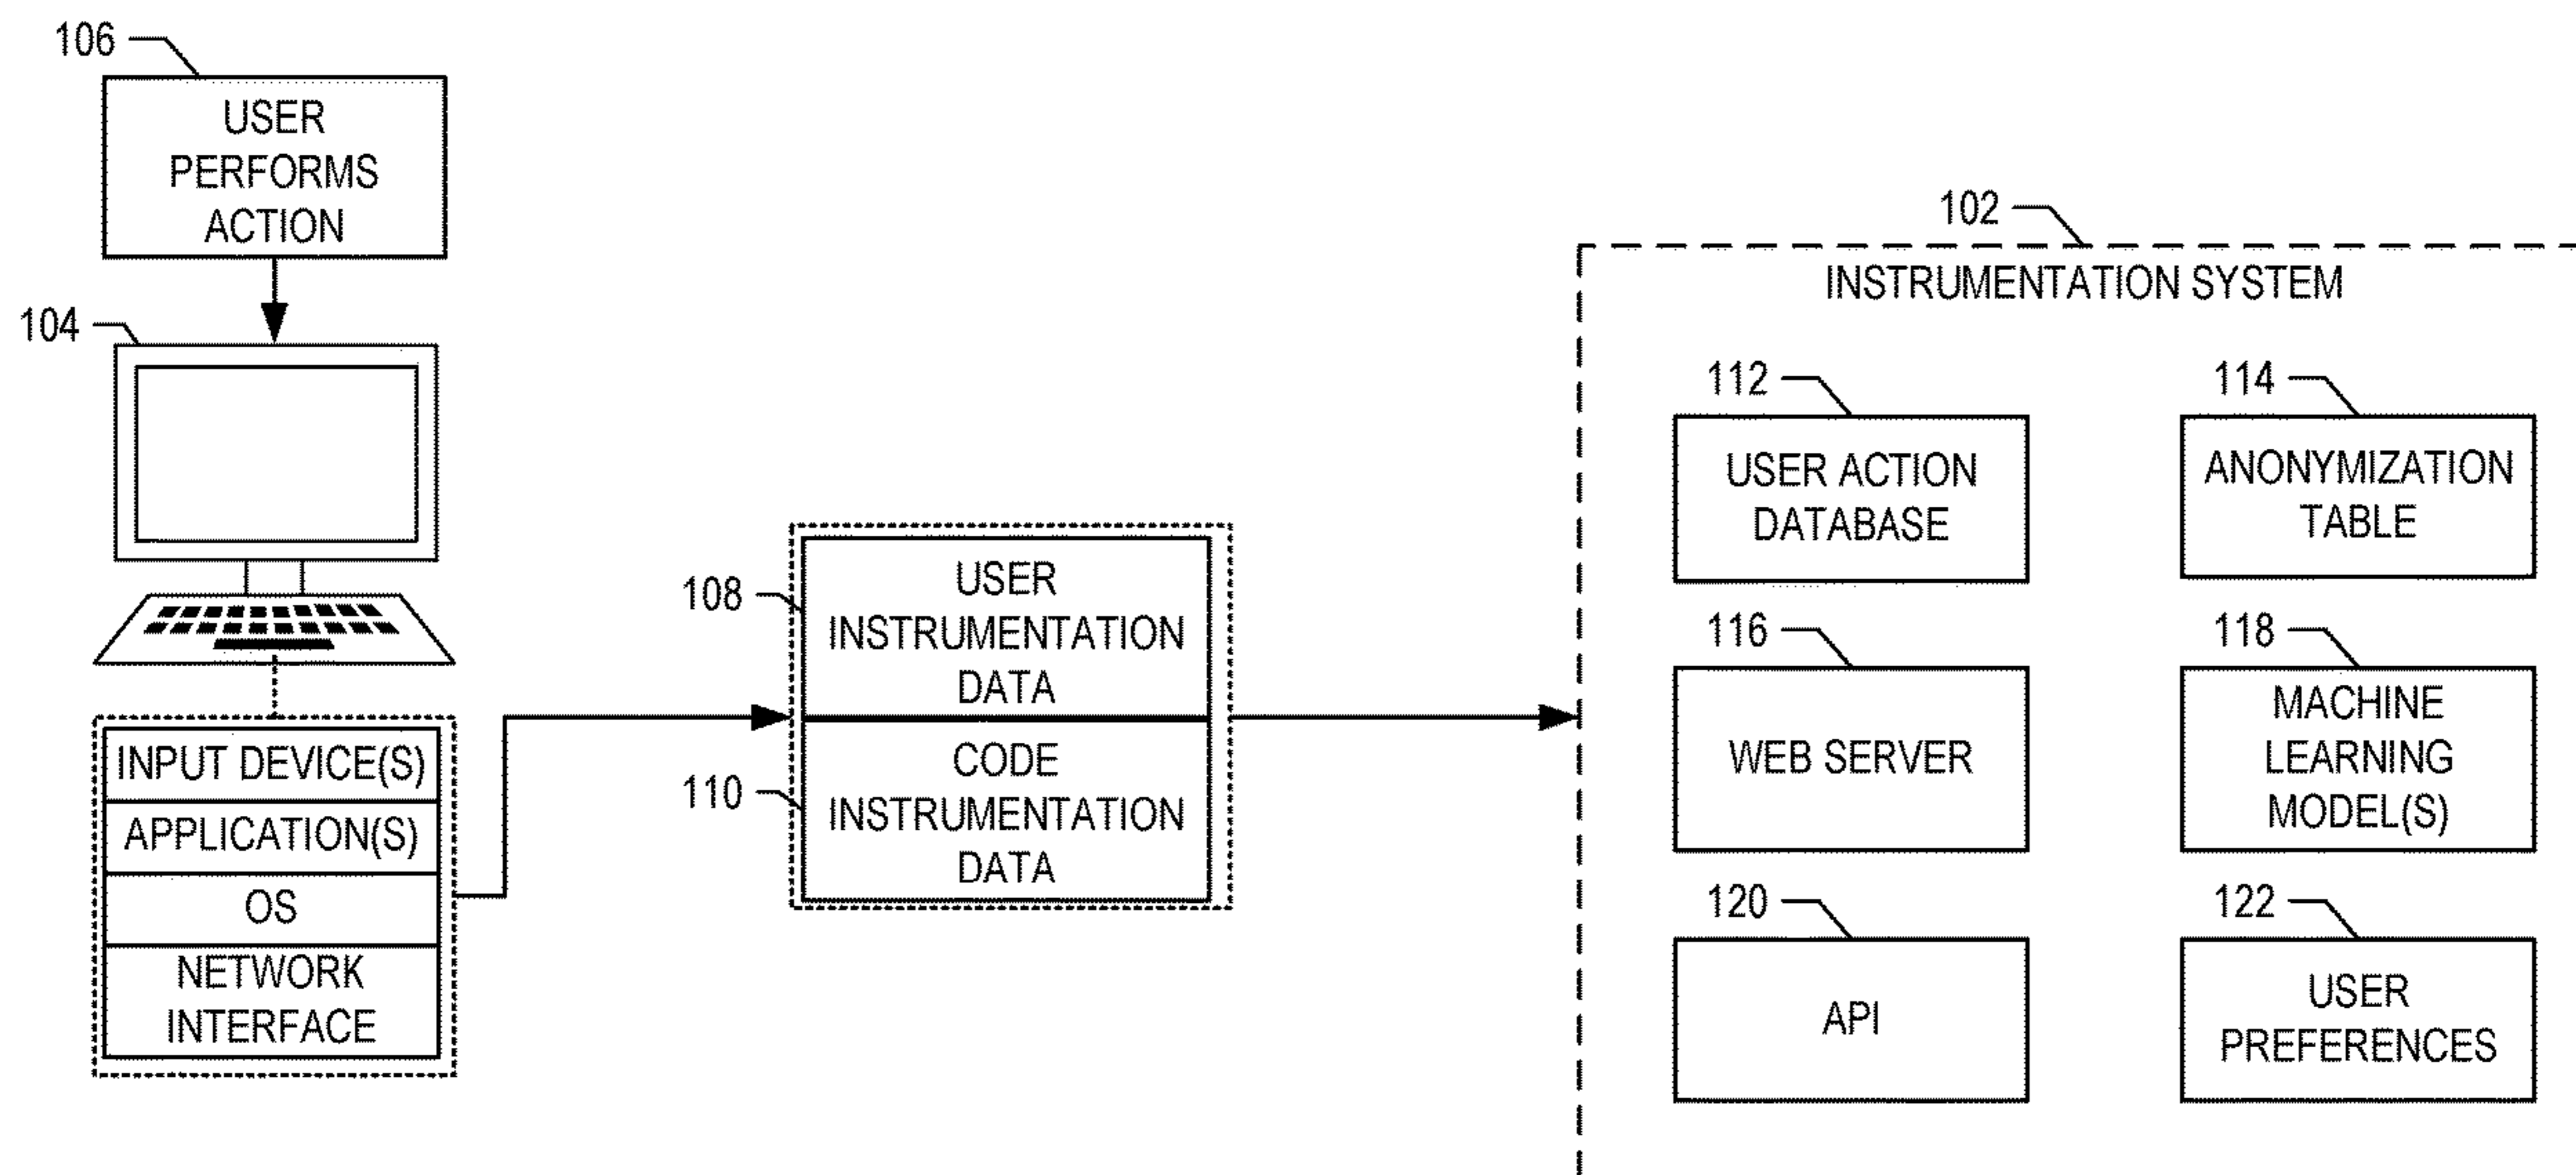 106
USER
PERFORMS
ACTION
104
INPUT DEVICE(S)
APPLICATION(S)
OS
NETWORK
INTERFACE
108
USER
INSTRUMENTATION
DATA
110
CODE
INSTRUMENTATION
DATA
102
INSTRUMENTATION SYSTEM
112
USER ACTION
DATABASE
114
ANONYMIZATION
TABLE
116
WEB SERVER
118
MACHINE
LEARNING
MODEL(S)
120
API
122
USER
PREFERENCES